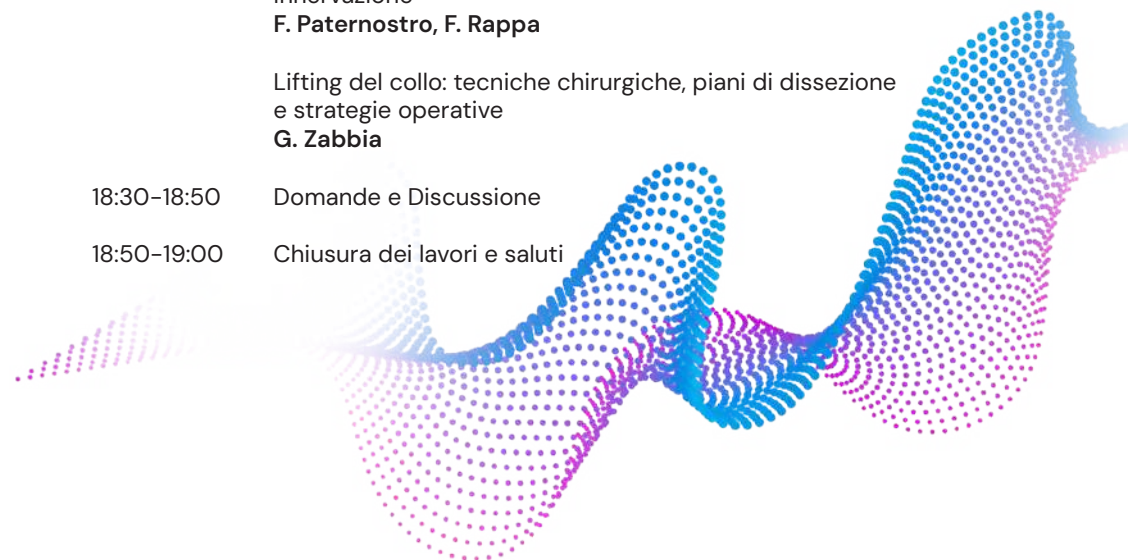 innervazione
F. Paternostro, F. Rappa
Lifting del collo: tecniche chirurgiche, piani di dissezione
e strategie operative
G. Zabbia
18:30-18:50 Domande e Discussione
18:50-19:00 Chiusura dei lavori e saluti